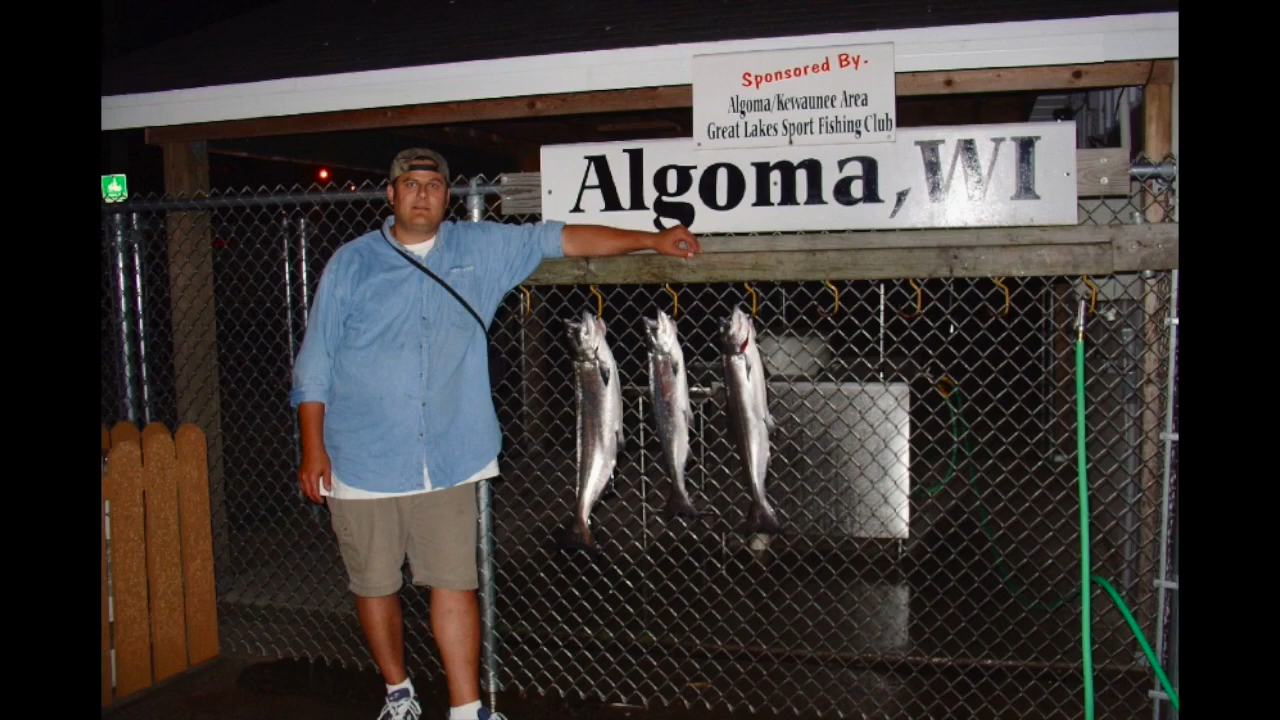 Sponsored By.
Algoma/Kewaunee Area
Great Lakes Sport Fishing Club
Algoma, WI